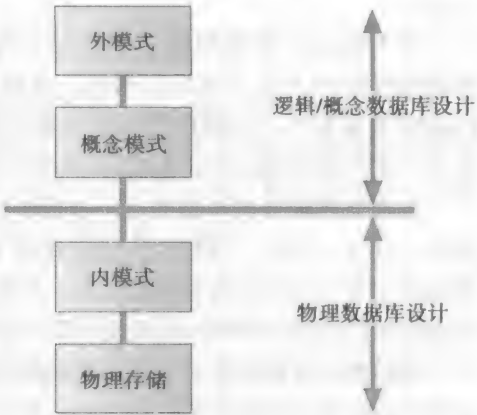 外模式
逻辑/概念数据库设计
概念模式
内模式
物理数据库设计
物理存储